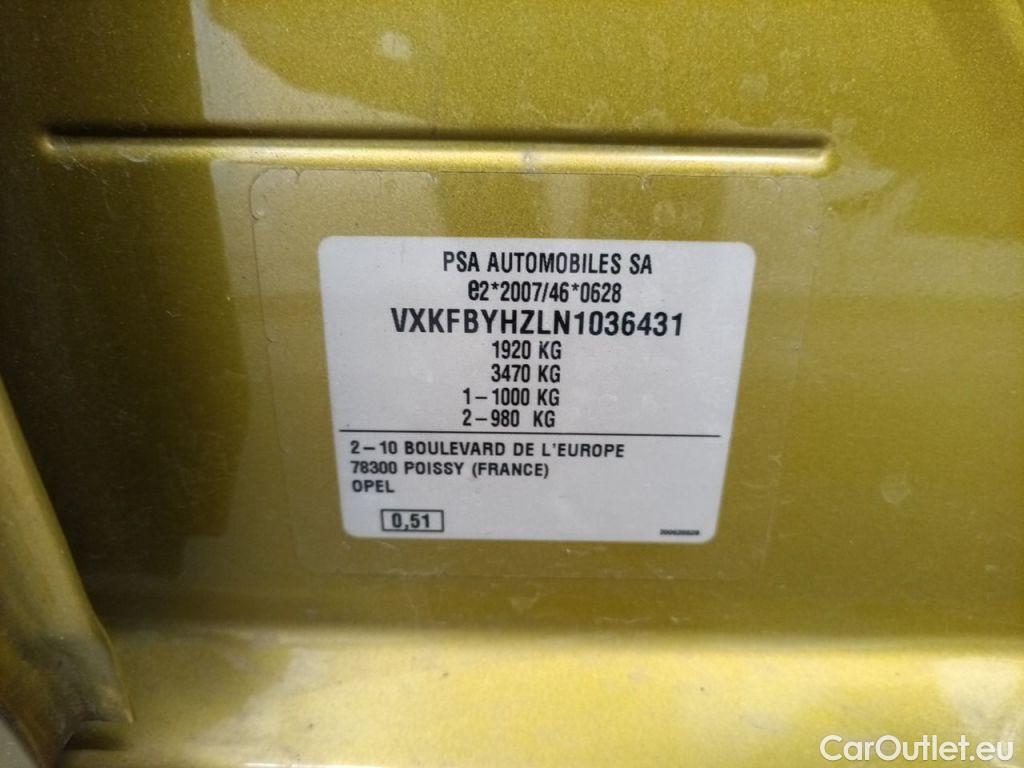 PSA AUTOMOBILES SA
e2*2007/46*0628
VXKFBYHZLN1036431
1920 KG
3470 KG
1-1000 KG
2-980 KG
2-10 BOULEVARD DE L'EUROPE
78300 POISSY (FRANCE)
OPEL
0,51
CarOutlet.eu